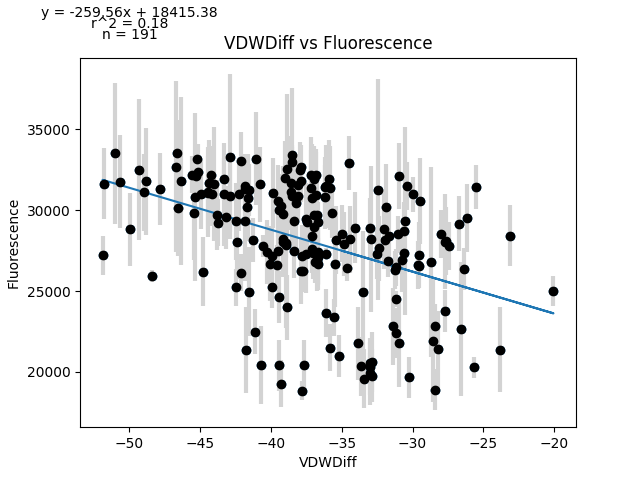 y = -259.56x + 18415.38
r^2 = 0.18
n = 191
VDWDiff vs Fluorescence
Fluorescence
35000
30000
25000
20000
−50
−45
−40
−35
−30
−25
−20
VDWDiff